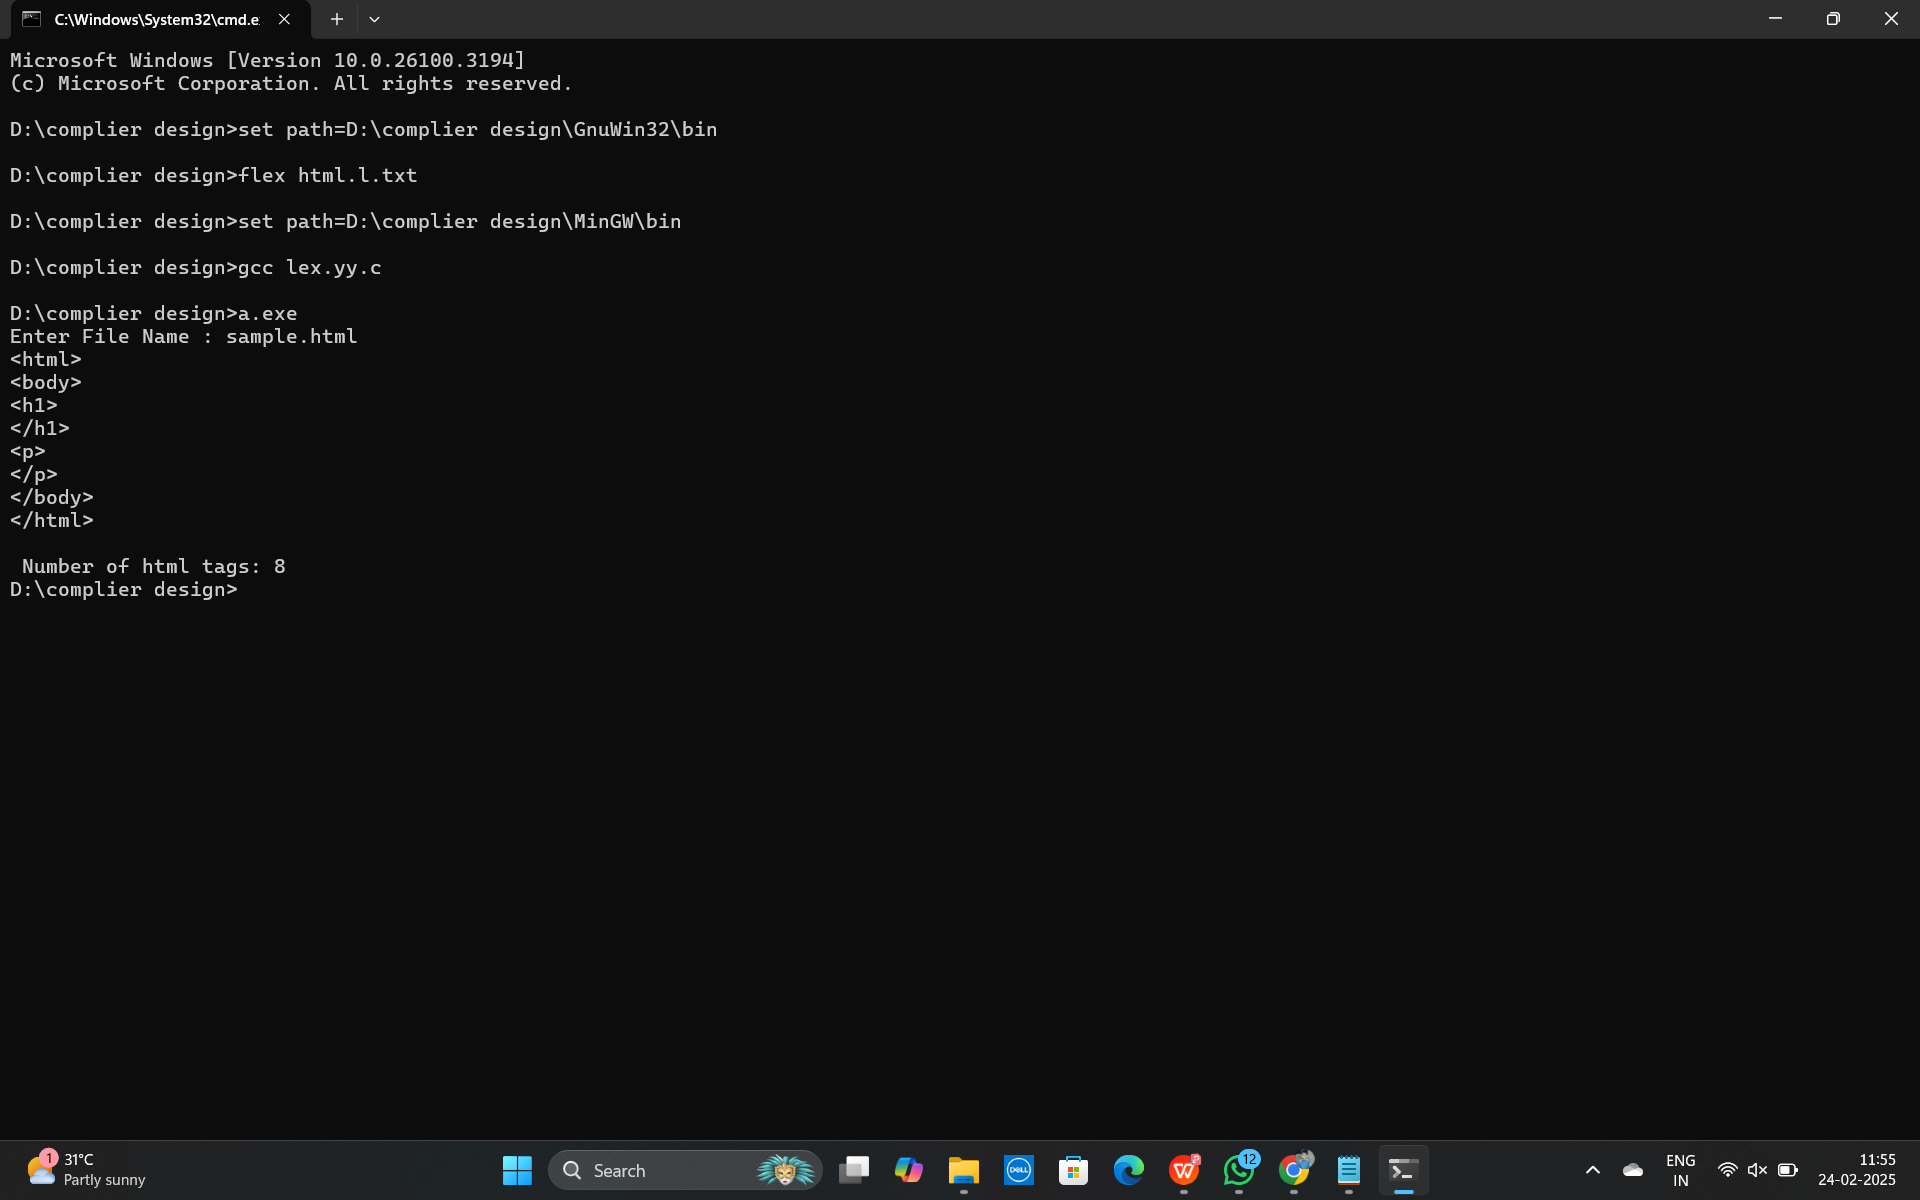 C:\Windows\System32\cmd.e
Microsoft Windows [Version 10.0.26100.3194]
(c) Microsoft Corporation. All rights reserved.
D:\complier design>set path=D:\complier design\GnuWin32\bin
D:\complier design>flex html.l.txt
D:\complier design>set path=D:\complier design\MinGW\bin
D:\complier design>gcc lex.yy.c
D:\complier design>a.exe
Enter File Name : sample.html
<html>
<body>
<h1>
</h1>
<p>
</p>
</body>
</html>
Number of html tags: 8
D:\complier design>
1
31°C
Partly sunny
Search
DELL
12
ENG
IN
11:55
24-02-2025